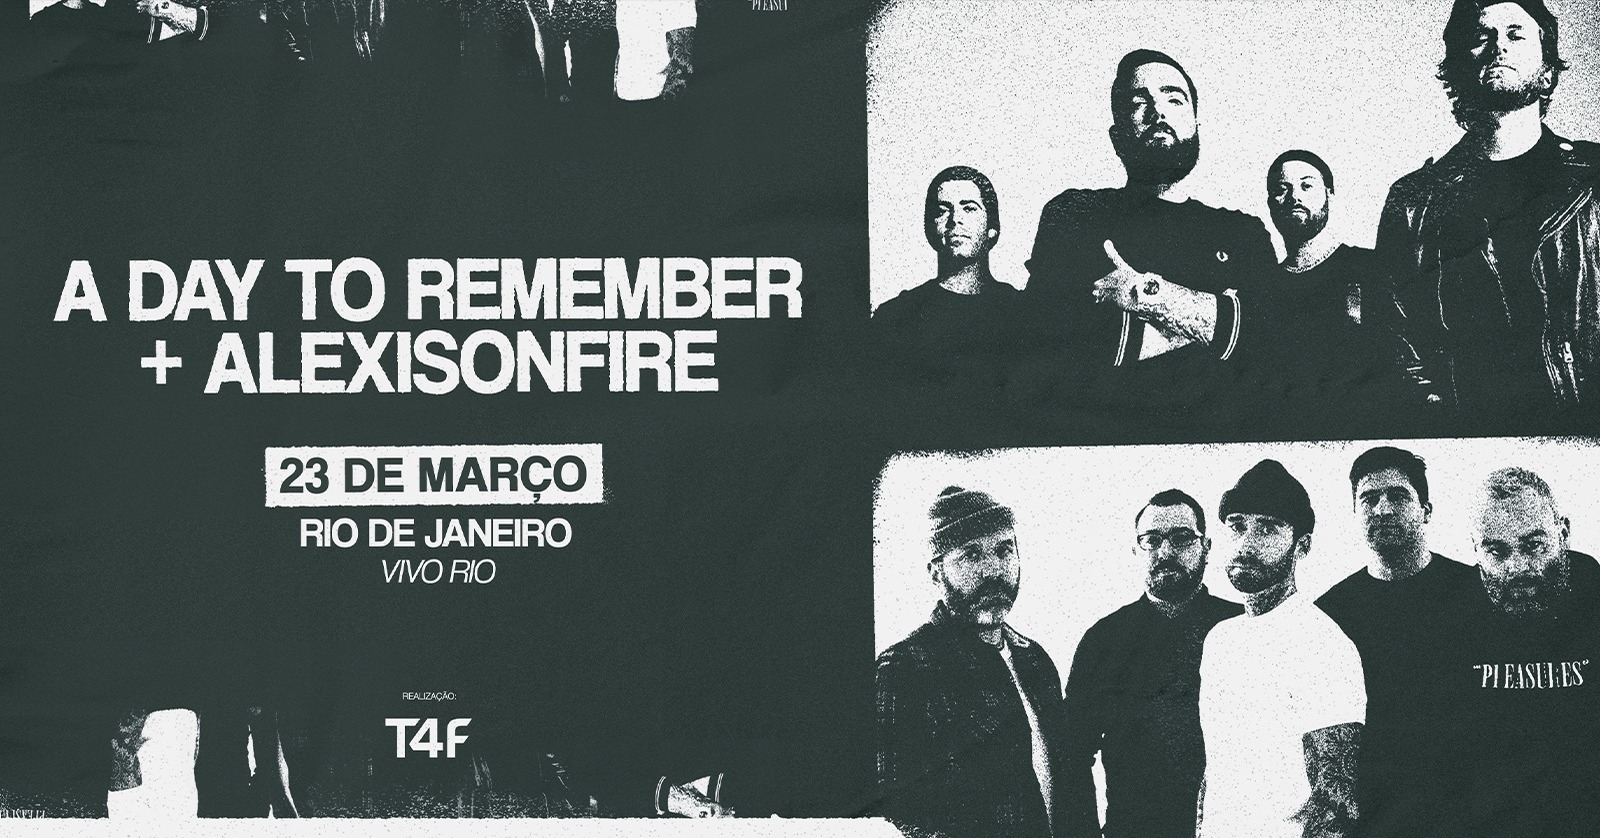 A DAY TO REMEMBER
+ ALEXISONFIRE
23 DE MARÇO
RIO DE JANEIRO
VIVO RIO
REALIZAÇÃO:
T4F
"PLEASURES"